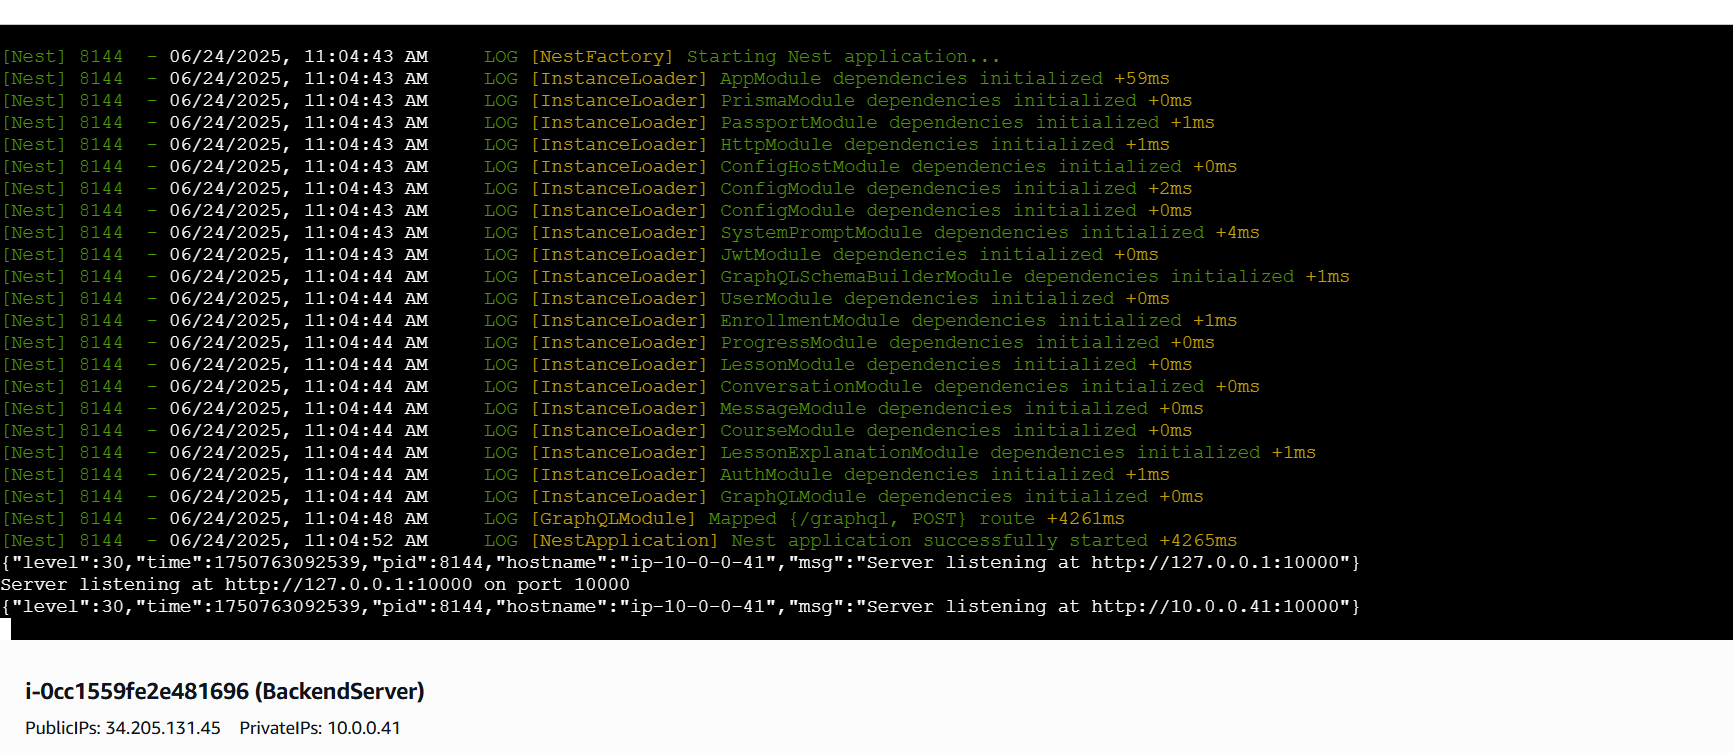 [Nest] 8144  - 06/24/2025, 11:04:43 AM     LOG [NestFactory] Starting Nest application...
[Nest] 8144  - 06/24/2025, 11:04:43 AM     LOG [InstanceLoader] AppModule dependencies initialized +59ms
[Nest] 8144  - 06/24/2025, 11:04:43 AM     LOG [InstanceLoader] PrismaModule dependencies initialized +0ms
[Nest] 8144  - 06/24/2025, 11:04:43 AM     LOG [InstanceLoader] PassportModule dependencies initialized +1ms
[Nest] 8144  - 06/24/2025, 11:04:43 AM     LOG [InstanceLoader] HttpModule dependencies initialized +1ms
[Nest] 8144  - 06/24/2025, 11:04:43 AM     LOG [InstanceLoader] ConfigHostModule dependencies initialized +0ms
[Nest] 8144  - 06/24/2025, 11:04:43 AM     LOG [InstanceLoader] ConfigModule dependencies initialized +2ms
[Nest] 8144  - 06/24/2025, 11:04:43 AM     LOG [InstanceLoader] ConfigModule dependencies initialized +0ms
[Nest] 8144  - 06/24/2025, 11:04:43 AM     LOG [InstanceLoader] SystemPromptModule dependencies initialized +4ms
[Nest] 8144  - 06/24/2025, 11:04:43 AM     LOG [InstanceLoader] JwtModule dependencies initialized +0ms
[Nest] 8144  - 06/24/2025, 11:04:44 AM     LOG [InstanceLoader] GraphQLSchemaBuilderModule dependencies initialized +1ms
[Nest] 8144  - 06/24/2025, 11:04:44 AM     LOG [InstanceLoader] UserModule dependencies initialized +0ms
[Nest] 8144  - 06/24/2025, 11:04:44 AM     LOG [InstanceLoader] EnrollmentModule dependencies initialized +1ms
[Nest] 8144  - 06/24/2025, 11:04:44 AM     LOG [InstanceLoader] ProgressModule dependencies initialized +0ms
[Nest] 8144  - 06/24/2025, 11:04:44 AM     LOG [InstanceLoader] LessonModule dependencies initialized +0ms
[Nest] 8144  - 06/24/2025, 11:04:44 AM     LOG [InstanceLoader] ConversationModule dependencies initialized +0ms
[Nest] 8144  - 06/24/2025, 11:04:44 AM     LOG [InstanceLoader] MessageModule dependencies initialized +0ms
[Nest] 8144  - 06/24/2025, 11:04:44 AM     LOG [InstanceLoader] CourseModule dependencies initialized +0ms
[Nest] 8144  - 06/24/2025, 11:04:44 AM     LOG [InstanceLoader] LessonExplanationModule dependencies initialized +1ms
[Nest] 8144  - 06/24/2025, 11:04:44 AM     LOG [InstanceLoader] AuthModule dependencies initialized +1ms
[Nest] 8144  - 06/24/2025, 11:04:44 AM     LOG [InstanceLoader] GraphQLModule dependencies initialized +0ms
[Nest] 8144  - 06/24/2025, 11:04:48 AM     LOG [GraphQLModule] Mapped {/graphql, POST} route +4261ms
[Nest] 8144  - 06/24/2025, 11:04:52 AM     LOG [NestApplication] Nest application successfully started +4265ms
{"level":30,"time":1750763092539,"pid":8144,"hostname":"ip-10-0-0-41","msg":"Server listening at http://127.0.0.1:10000"}
Server listening at http://127.0.0.1:10000 on port 10000
{"level":30,"time":1750763092539,"pid":8144,"hostname":"ip-10-0-0-41","msg":"Server listening at http://10.0.0.41:10000"}
i-0cc1559fe2e481696 (BackendServer)
PublicIPs: 34.205.131.45    PrivateIPs: 10.0.0.41